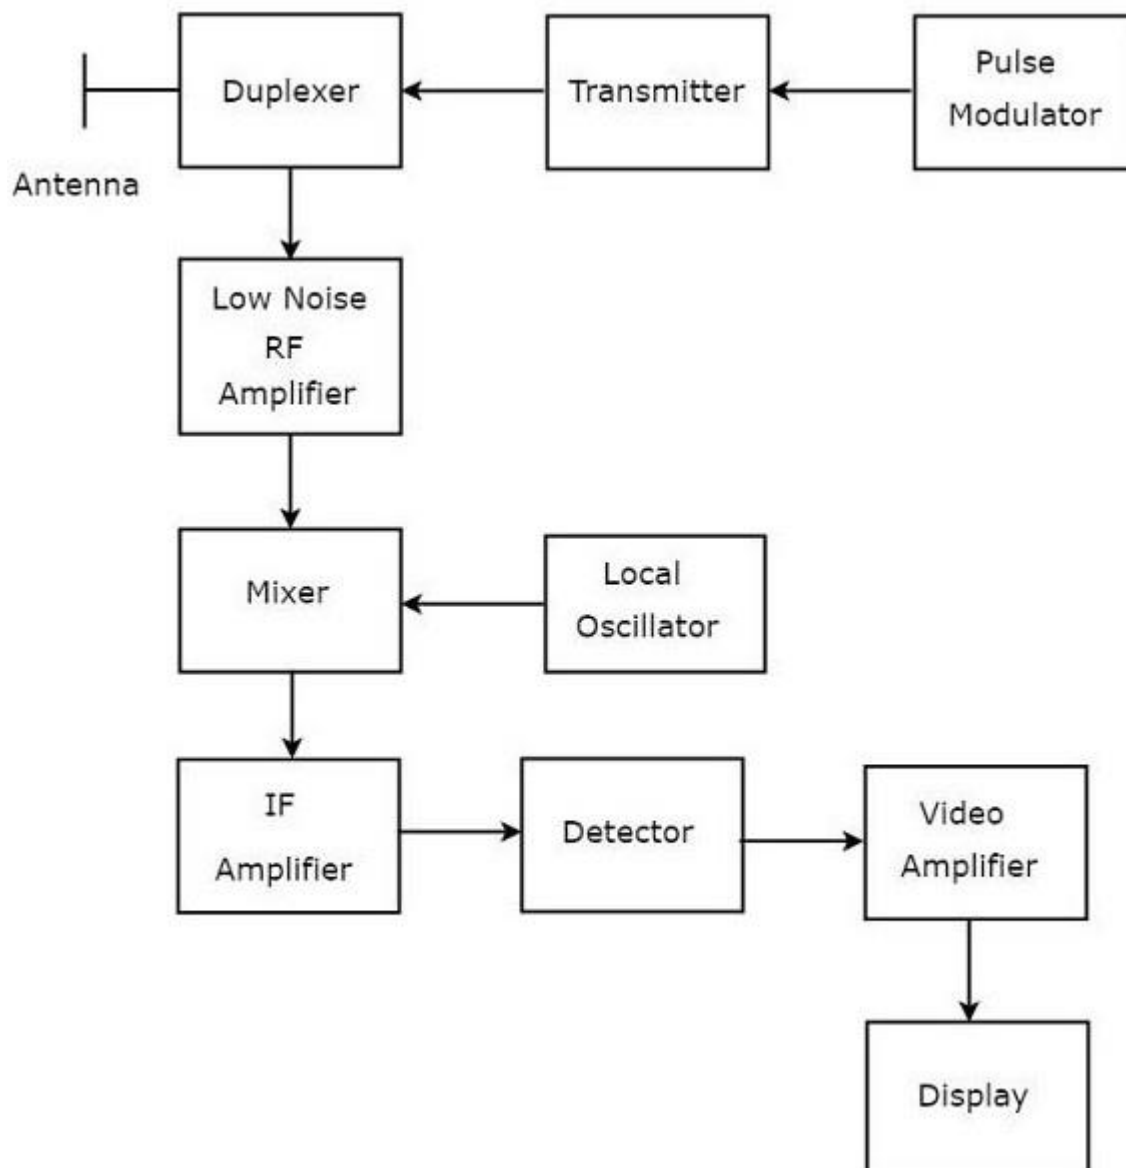 Duplexer
Transmitter
Pulse
Modulator
Antenna
Low Noise
RF
Amplifier
Mixer
Local
Oscillator
IF
Amplifier
Detector
Video
Amplifier
Display